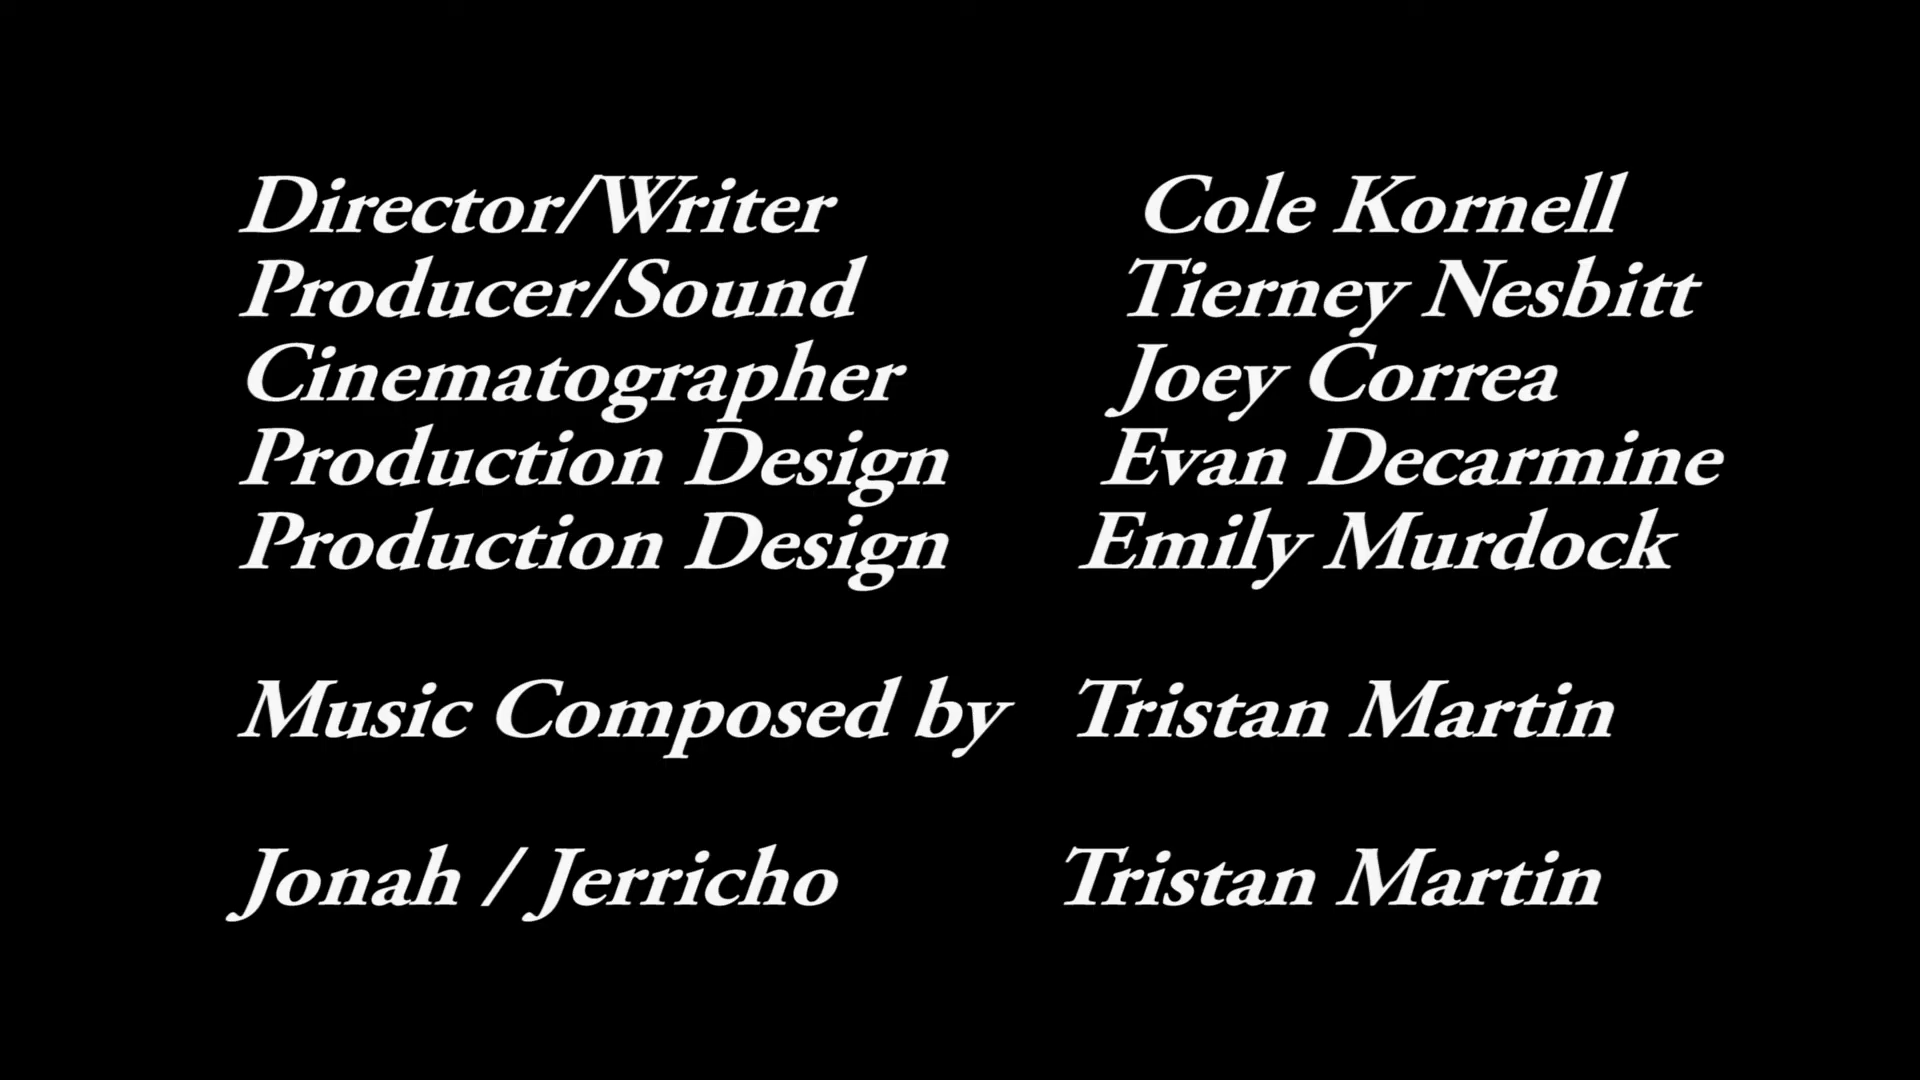 Director/Writer Cole Kornell
Producer/Sound Tierney Nesbitt
Cinematographer Joey Correa
Production Design Evan Decarmine
Production Design Emily Murdock
Music Composed by Tristan Martin
Jonah / Jerricho Tristan Martin